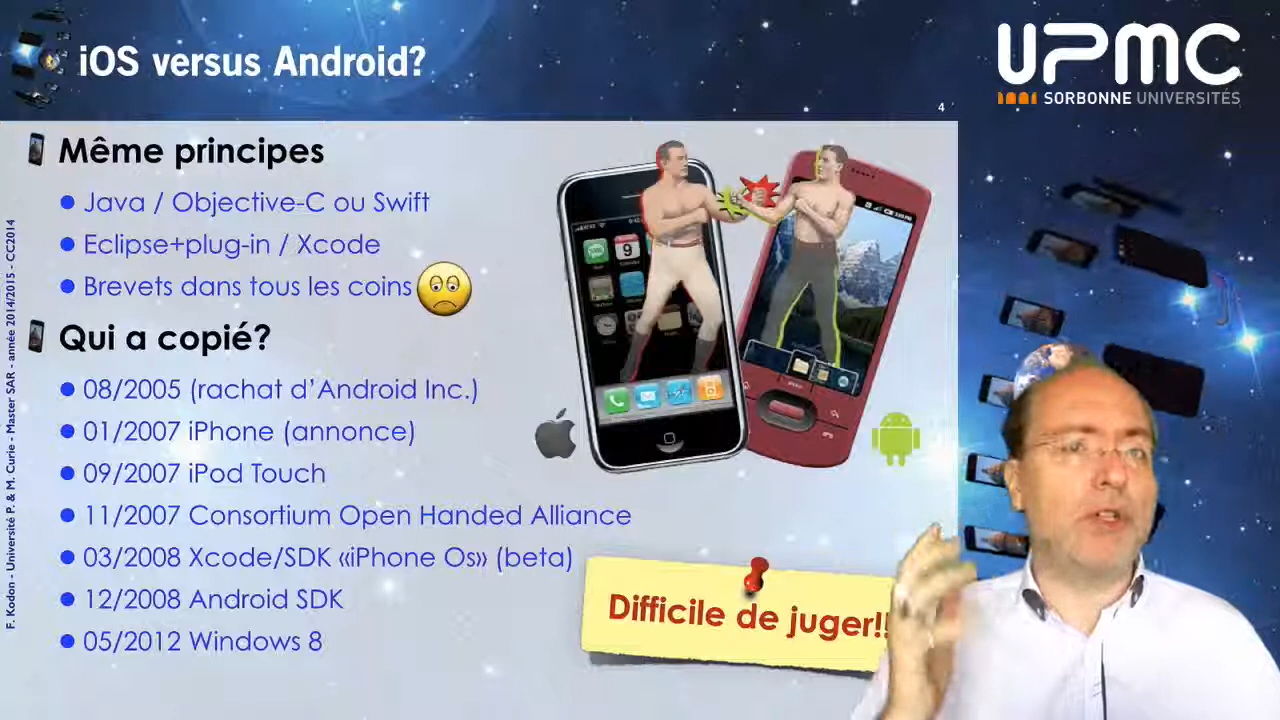 iOS versus Android?
UPMC
SORBONNE UNIVERSITÉS
4
Même principes
Java / Objective-C ou Swift
Eclipse+plug-in / Xcode
Brevets dans tous les coins
Qui a copié?
08/2005 (rachat d’Android Inc.)
01/2007 iPhone (annonce)
09/2007 iPod Touch
11/2007 Consortium Open Handed Alliance
03/2008 Xcode/SDK «iPhone Os» (beta)
12/2008 Android SDK
05/2012 Windows 8
Difficile de juger!!
F. Kodon - Université P. & M. Curie - Master SAR - année 2014/2015 - CC2014
9